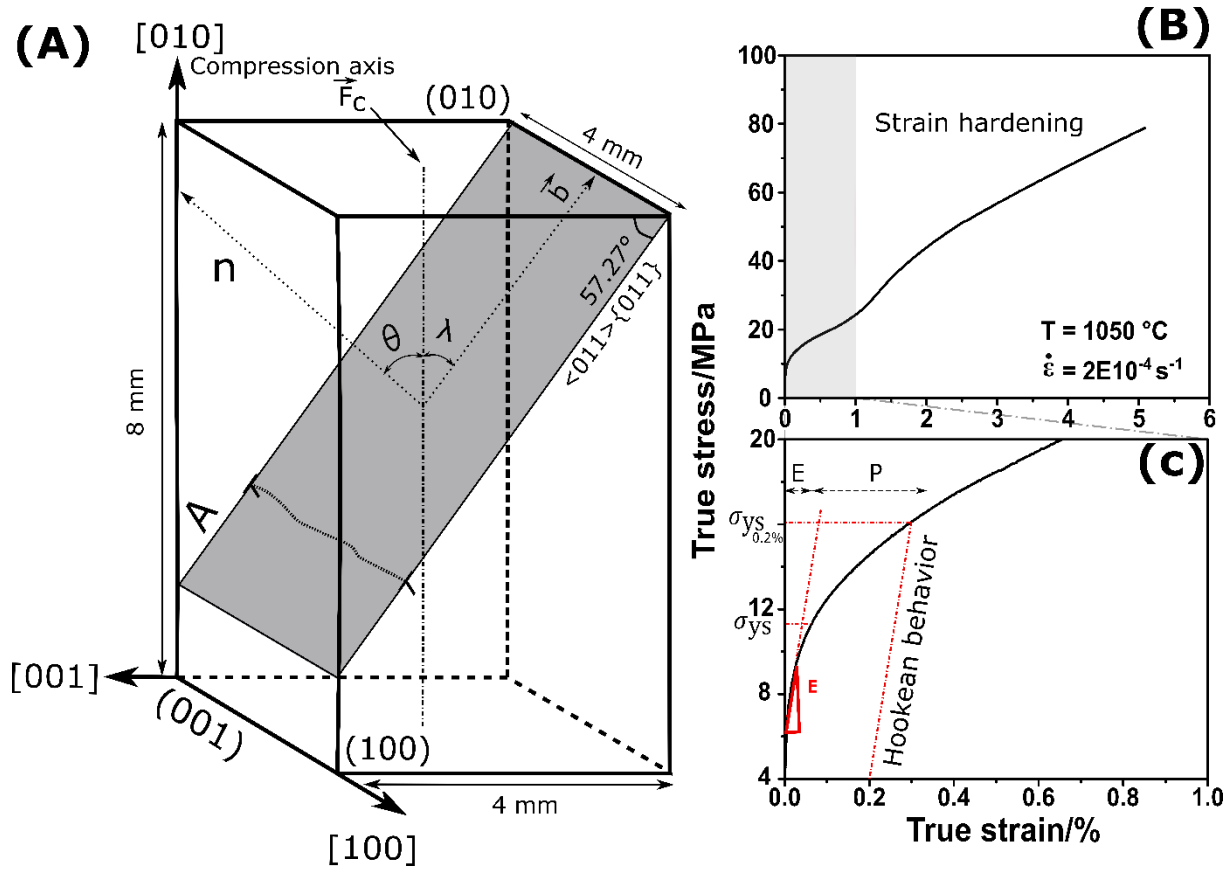 (A)
[010]
Compression axis
F_C
(010)
4 mm
b
n
θ
λ
57.27°
<011>{011}
8 mm
A
[001]
(001)
(100)
4 mm
[100]
(B)
100
80
60
40
20
0
Strain hardening
T = 1050 °C
ε̇ = 2E10⁻⁴ s⁻¹
0 1 2 3 4 5 6
True stress/MPa
(C)
20
12
8
4
E P
σys0.2%
σys
E
Hookean behavior
0.0 0.2 0.4 0.6 0.8 1.0
True strain/%